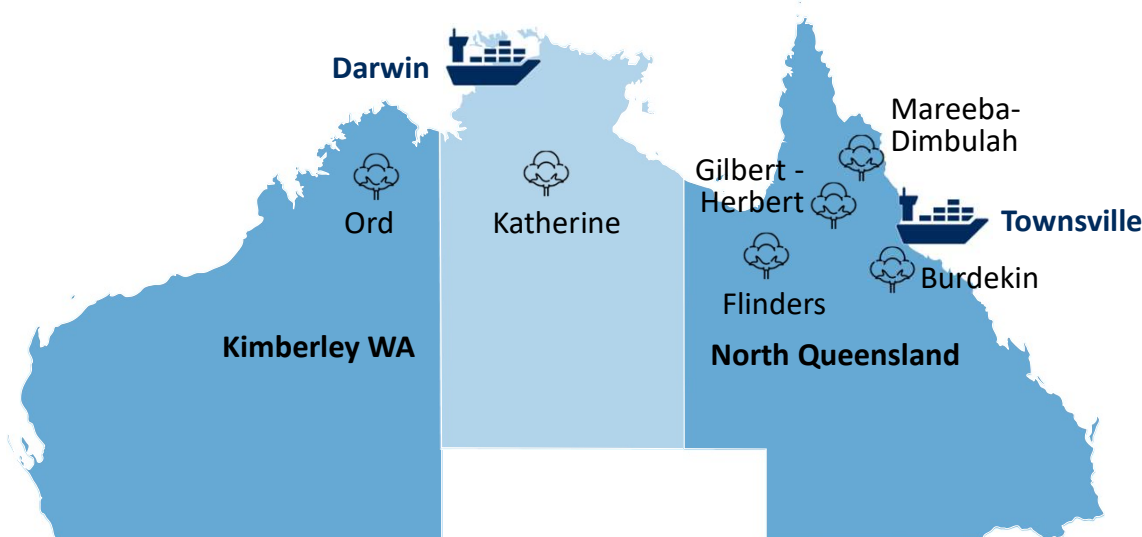 Darwin
Mareeba-
Dimbulah
Gilbert -
Herbert
Ord
Katherine
Townsville
Flinders
Burdekin
Kimberley WA
North Queensland